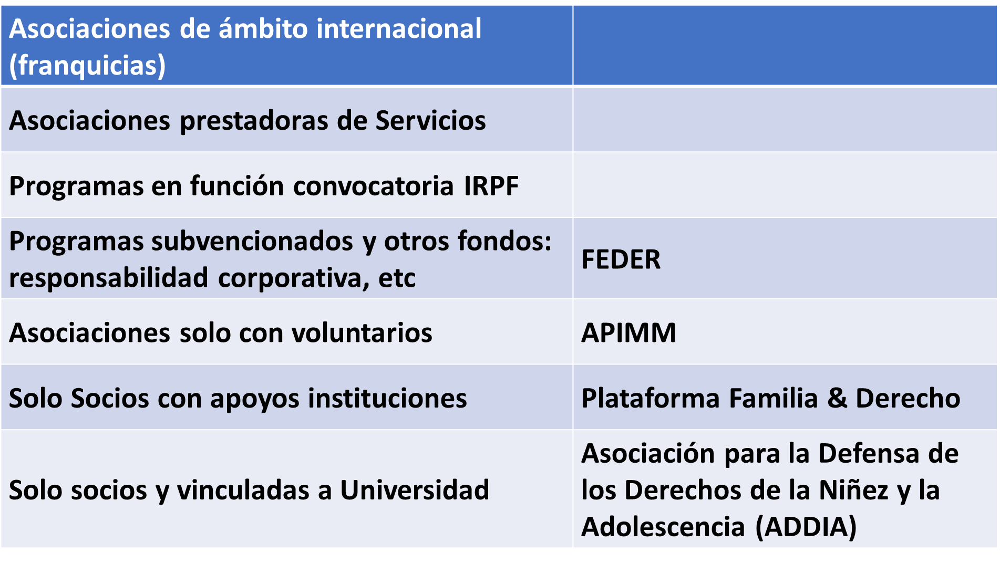 Asociaciones de ámbito internacional
(franquicias)
Asociaciones prestadoras de Servicios
Programas en función convocatoria IRPF
Programas subvencionados y otros fondos:
responsabilidad corporativa, etc
FEDER
Asociaciones solo con voluntarios
APIMM
Solo Socios con apoyos instituciones
Plataforma Familia & Derecho
Solo socios y vinculadas a Universidad
Asociación para la Defensa de
los Derechos de la Niñez y la
Adolescencia (ADDIA)